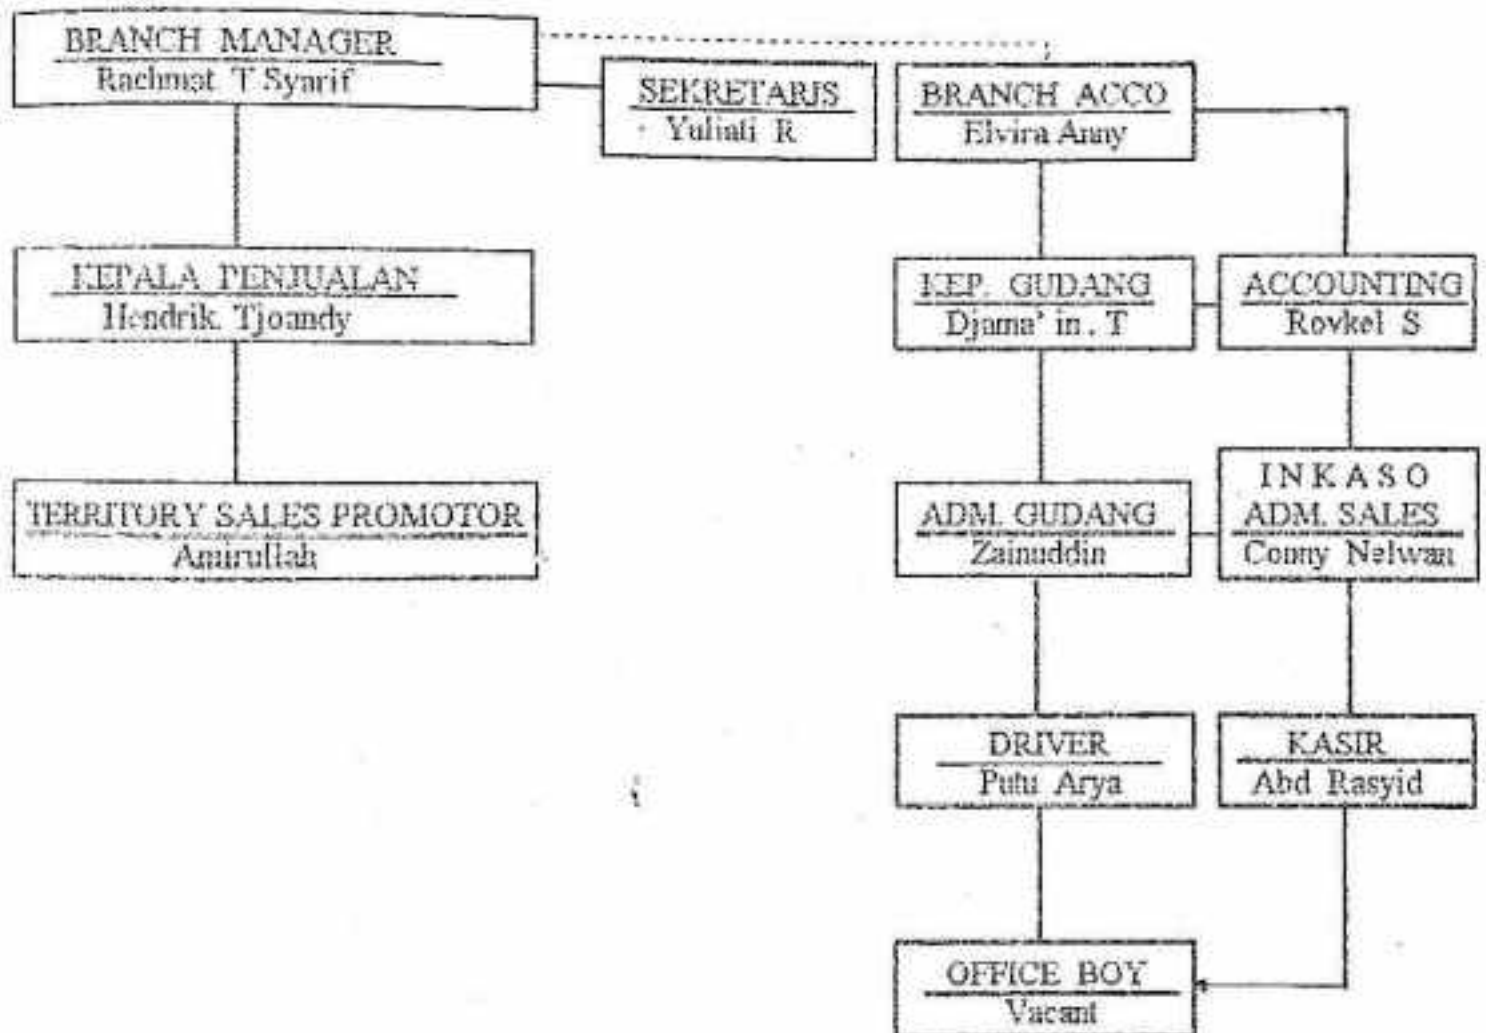 BRANCH MANAGER
Rachmat T Syarif
SEKRETARIS
Yuliati R
BRANCH ACCO
Elvira Anny
KEPALA PENJUALAN
Hendrik. Tjoandy
KEP. GUDANG
Djama' in . T
ACCOUNTING
Rovkel S
TERRITORY SALES PROMOTOR
Amirullah
ADM. GUDANG
Zainuddin
INKASO
ADM. SALES
Conny Nelwan
DRIVER
Putu Arya
KASIR
Abd Rasyid
OFFICE BOY
Vacant